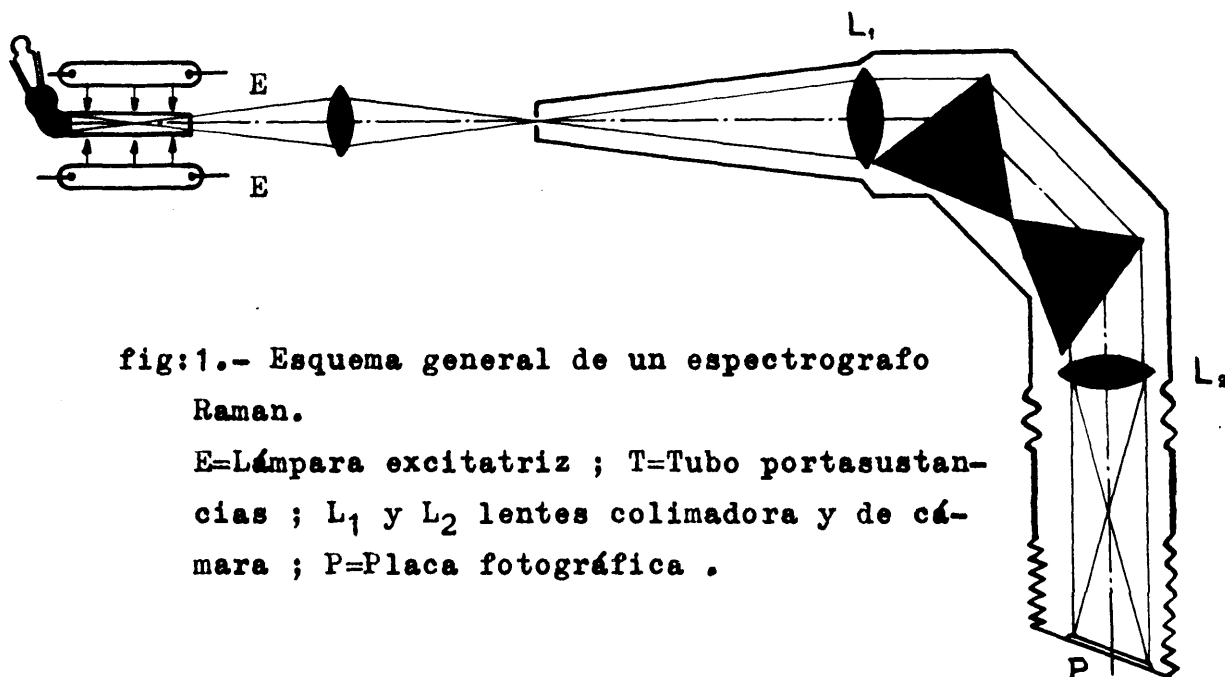 L₁
E
E
fig:1.- Esquema general de un espectrografo
Raman.
E=Lámpara excitatriz ; T=Tubo portasustan-
cias ; L₁ y L₂ lentes colimadora y de cá-
mara ; P=Placa fotográfica .
L₂
P